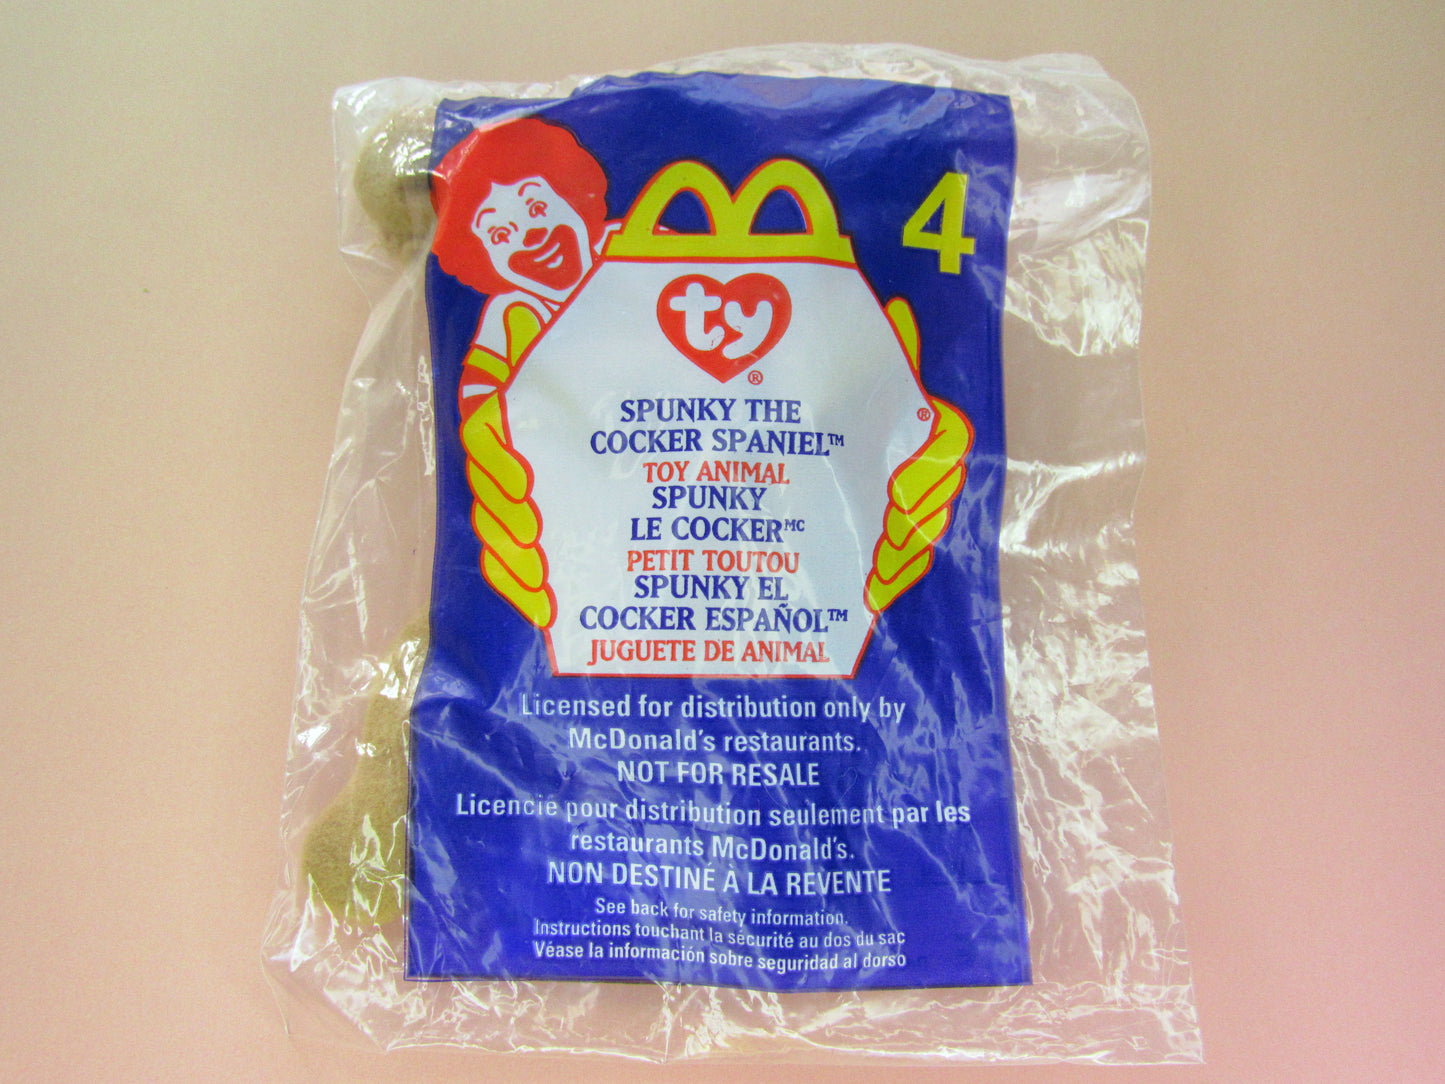 4
ty
®
®
SPUNKY THE
COCKER SPANIEL™
TOY ANIMAL
SPUNKY
LE COCKERMC
PETIT TOUTOU
SPUNKY EL
COCKER ESPAÑOL™
JUGUETE DE ANIMAL
Licensed for distribution only by
McDonald's restaurants.
NOT FOR RESALE
Licencié pour distribution seulement par les
restaurants McDonald's.
NON DESTINÉ À LA REVENTE
See back for safety information.
Instructions touchant la sécurité au dos du sac
Véase la información sobre seguridad al dorso